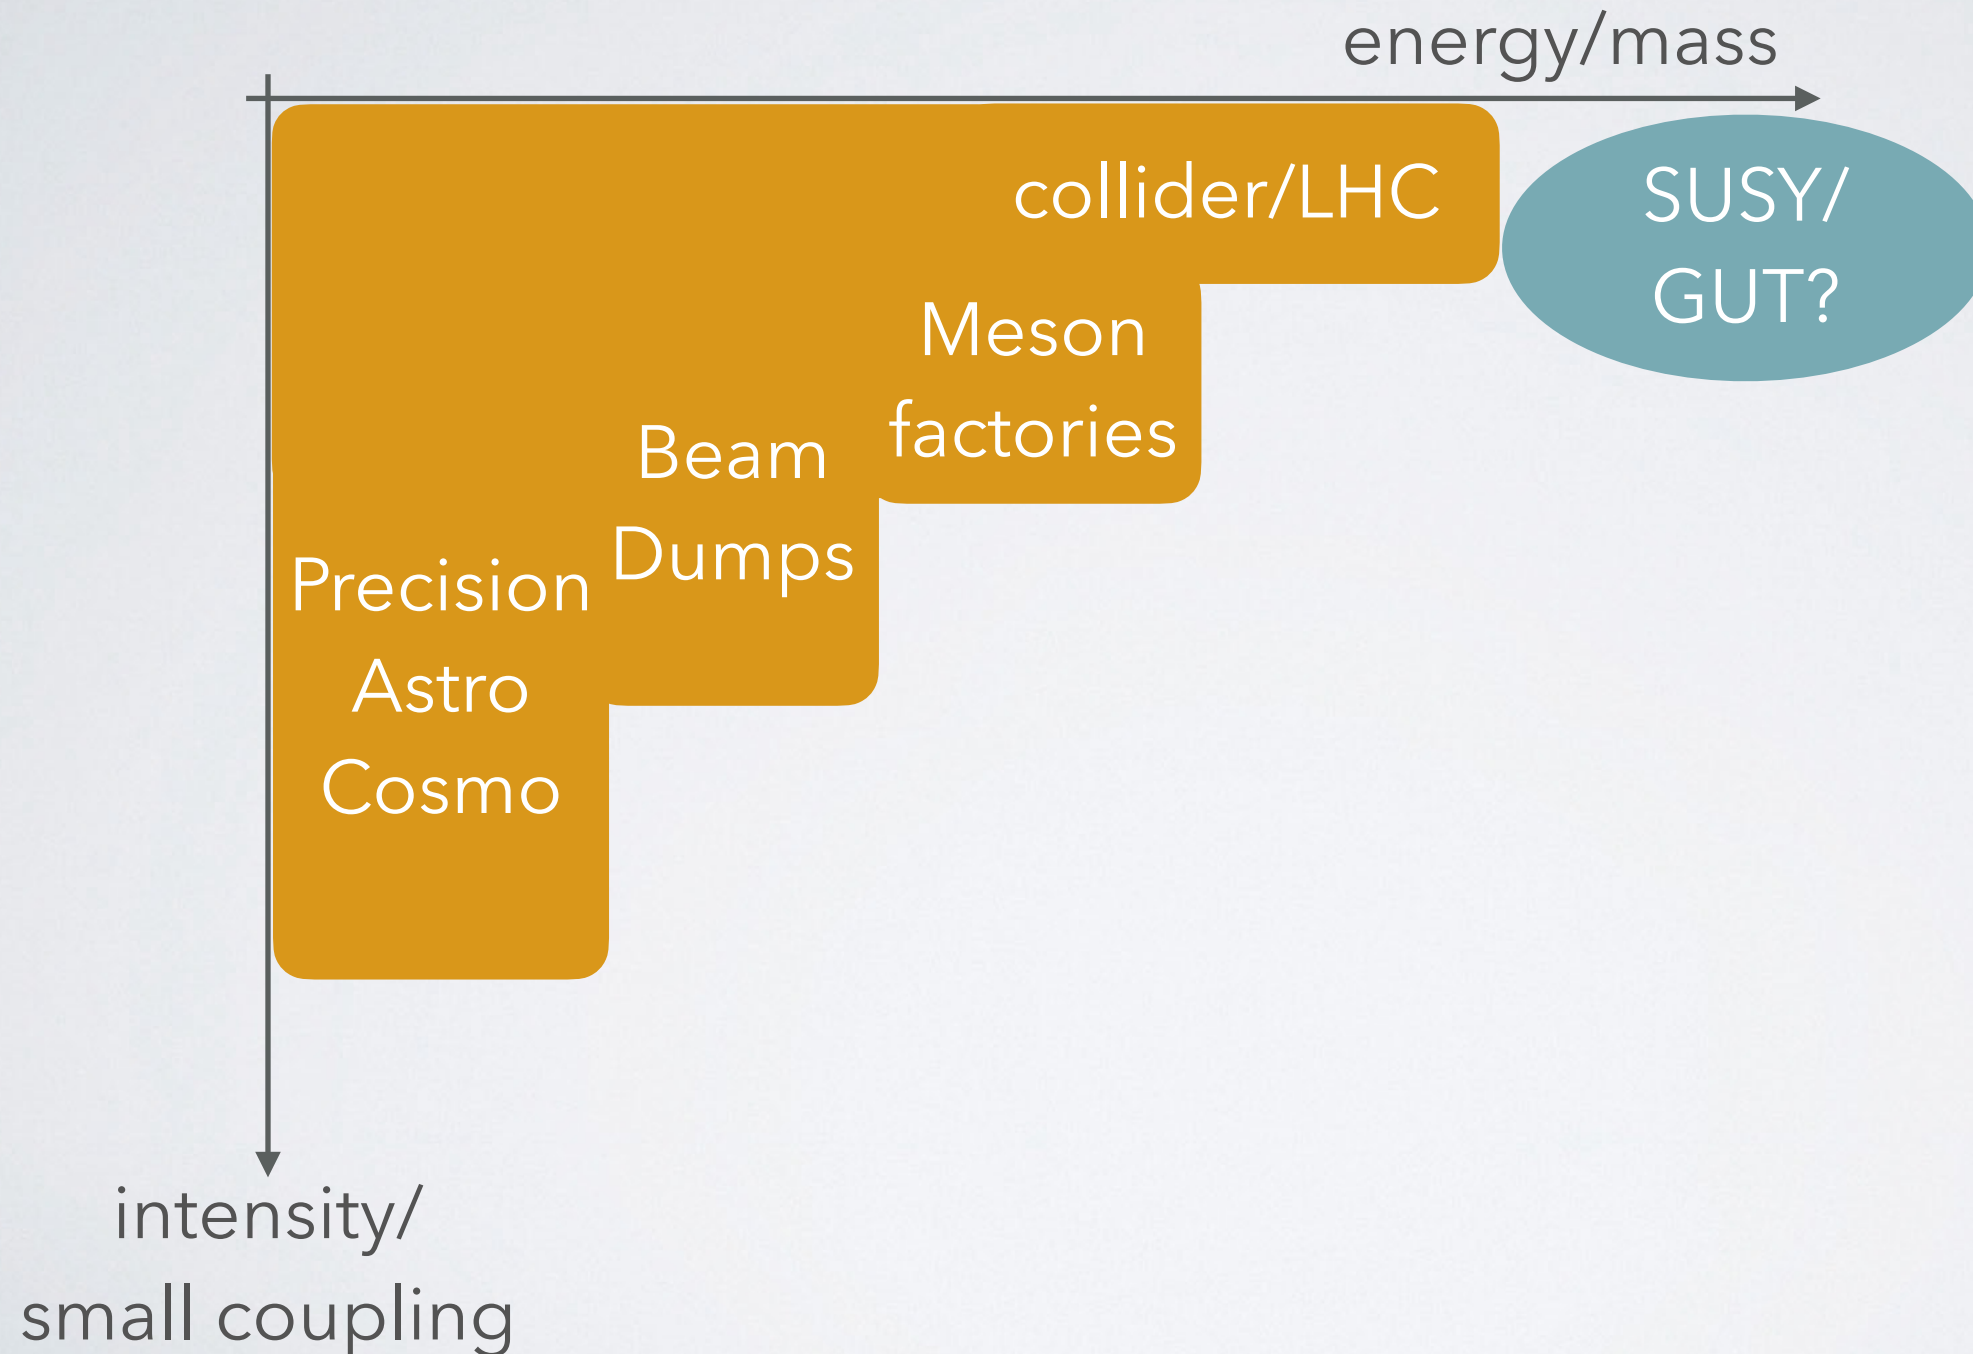 energy/mass
collider/LHC
SUSY/
GUT?
Meson
factories
Beam
Dumps
Precision
Astro
Cosmo
intensity/
small coupling